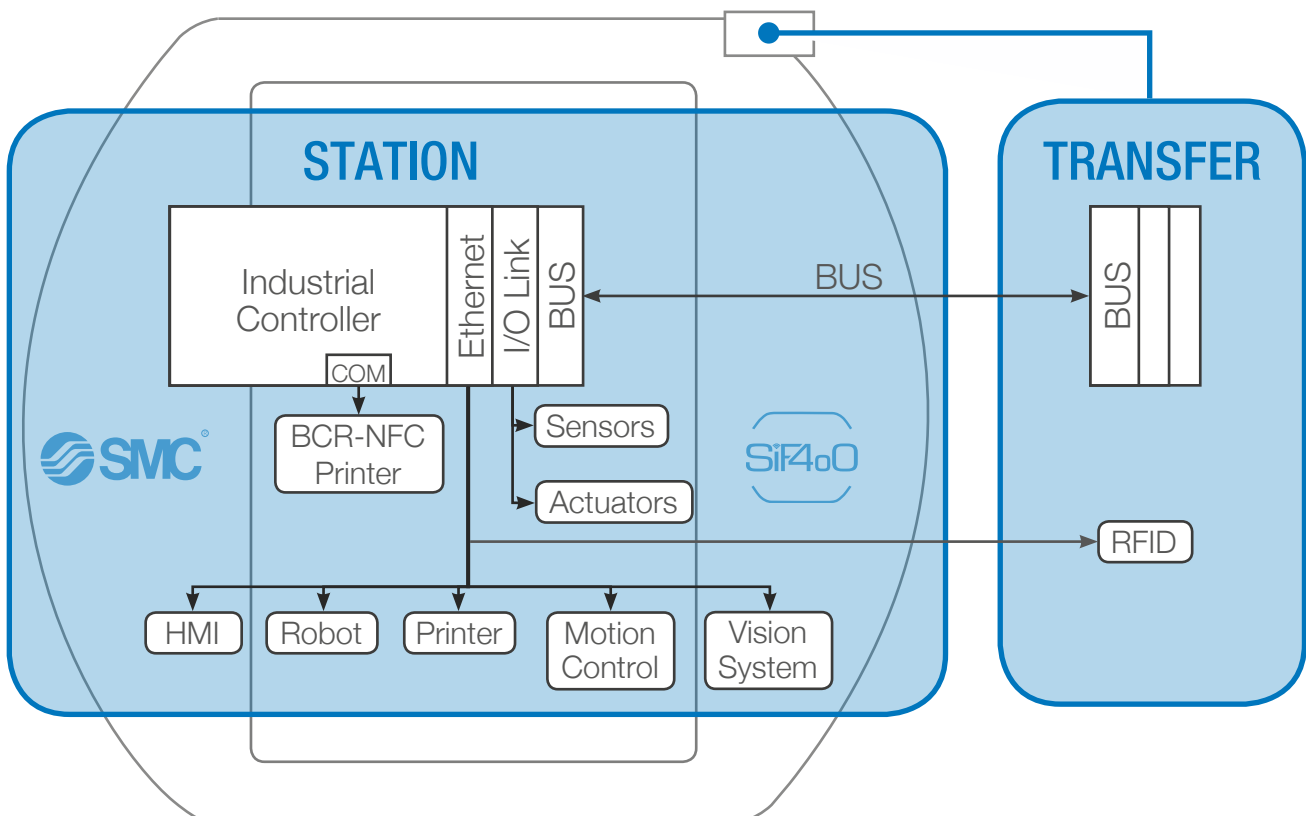 STATION
TRANSFER
Industrial
Controller
COM
Ethernet
I/O Link
BUS
BUS
BUS
BCR-NFC
Printer
Sensors
Actuators
SMC
SiF4oO
RFID
HMI
Robot
Printer
Motion
Control
Vision
System